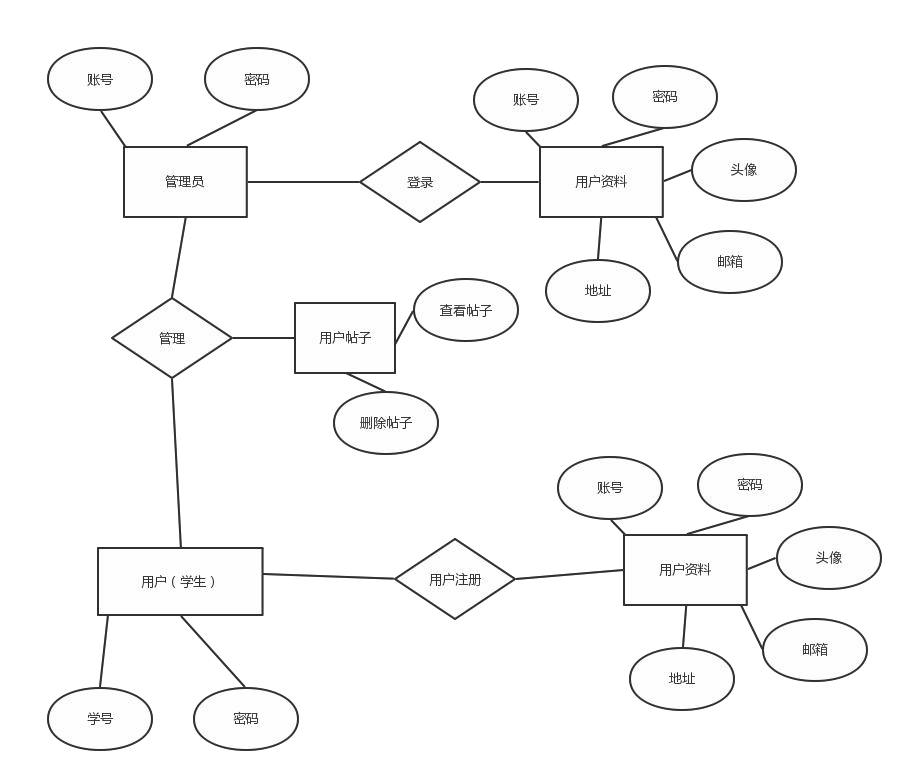 账号
密码
账号
密码
头像
管理员
登录
用户资料
邮箱
地址
查看帖子
管理
用户帖子
删除帖子
账号
密码
头像
用户（学生）
用户注册
用户资料
邮箱
地址
学号
密码